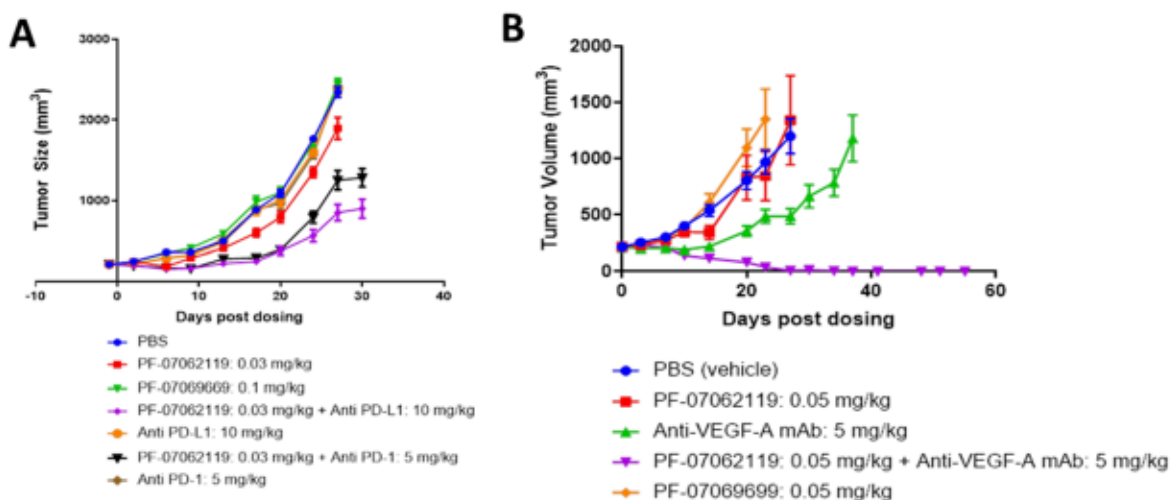 A
Tumor Size (mm³)
3000
2000
1000
-10
0
10
20
30
40
Days post dosing
PBS
PF-07062119: 0.03 mg/kg
PF-07069669: 0.1 mg/kg
PF-07062119: 0.03 mg/kg + Anti PD-L1: 10 mg/kg
Anti PD-L1: 10 mg/kg
PF-07062119: 0.03 mg/kg + Anti PD-1: 5 mg/kg
Anti PD-1: 5 mg/kg
B
Tumor Volume (mm³)
2000
1500
1000
500
0
0
20
40
60
Days post dosing
PBS (vehicle)
PF-07062119: 0.05 mg/kg
Anti-VEGF-A mAb: 5 mg/kg
PF-07062119: 0.05 mg/kg + Anti-VEGF-A mAb: 5 mg/kg
PF-07069699: 0.05 mg/kg